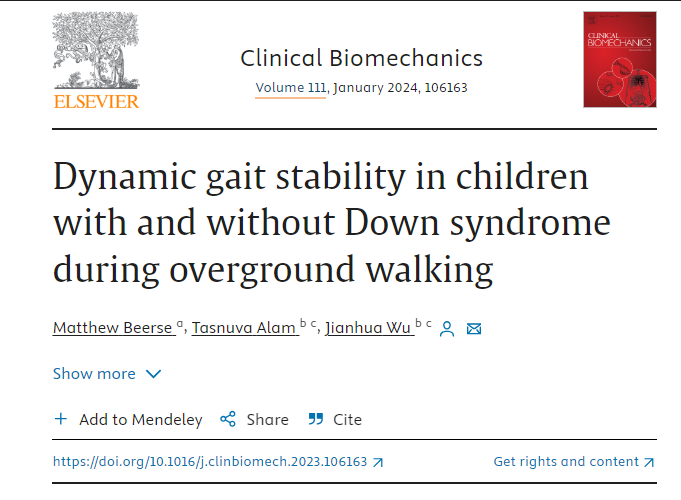 ELSEVIER
Clinical Biomechanics
Volume 111, January 2024, 106163
CLINICAL
BIOMECHANICS
Dynamic gait stability in children
with and without Down syndrome
during overground walking
Matthew Beerse a, Tasnuva Alam b c, Jianhua Wu b c
Show more
Add to Mendeley Share Cite
https://doi.org/10.1016/j.clinbiomech.2023.106163
Get rights and content